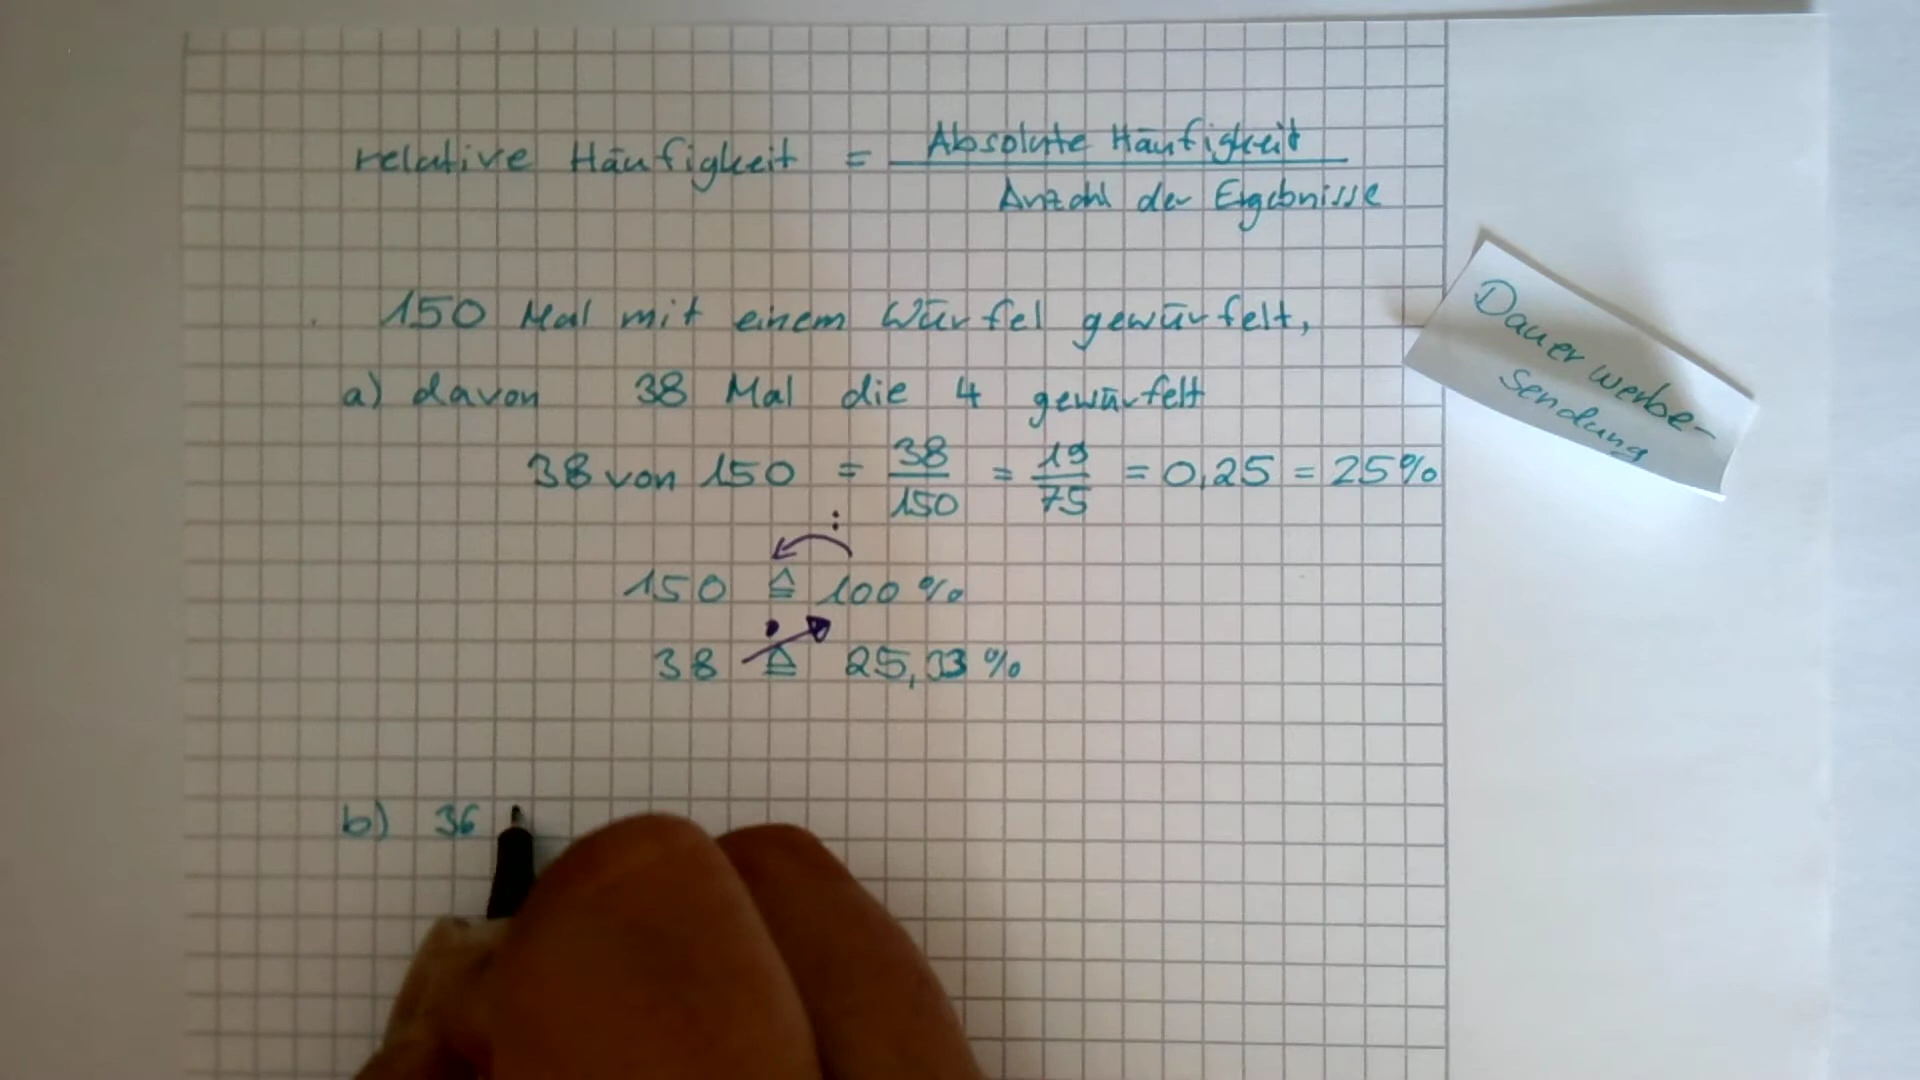 relative Häufigkeit = Absolute Häufigkeit
Anzahl der Ergebnisse
150 Mal mit einem Würfel gewürfelt,
a) davon 38 Mal die 4 gewürfelt
38 von 150 = 38/150 = 19/75 = 0,25 = 25%
:
150 ≙ 100 %
•
38 ≙ 25,33 %
b) 36
Dauerwerbe-
sendung